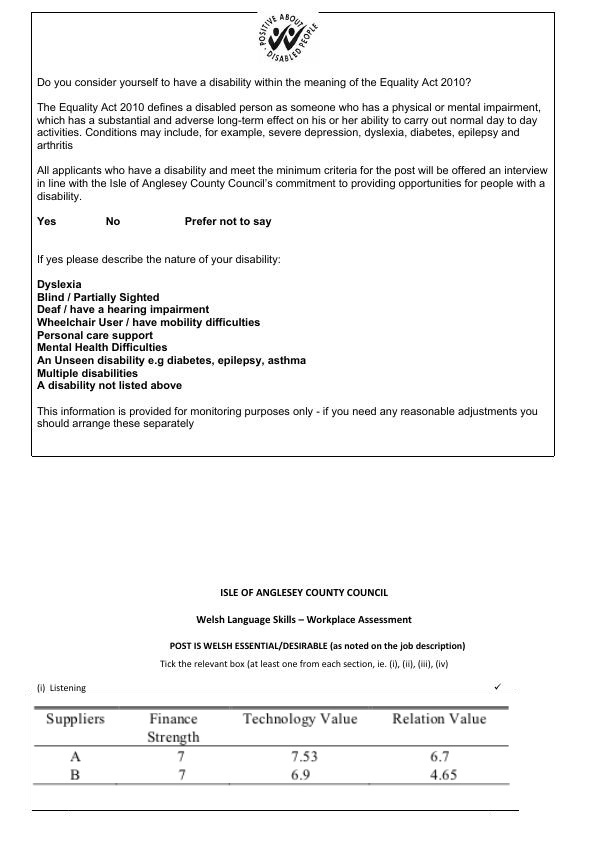 POSITIVE ABOUT
DISABLED PEOPLE
Do you consider yourself to have a disability within the meaning of the Equality Act 2010?
The Equality Act 2010 defines a disabled person as someone who has a physical or mental impairment,
which has a substantial and adverse long-term effect on his or her ability to carry out normal day to day
activities. Conditions may include, for example, severe depression, dyslexia, diabetes, epilepsy and
arthritis
All applicants who have a disability and meet the minimum criteria for the post will be offered an interview
in line with the Isle of Anglesey County Council's commitment to providing opportunities for people with a
disability.
Yes No Prefer not to say
If yes please describe the nature of your disability:
Dyslexia
Blind / Partially Sighted
Deaf / have a hearing impairment
Wheelchair User / have mobility difficulties
Personal care support
Mental Health Difficulties
An Unseen disability e.g diabetes, epilepsy, asthma
Multiple disabilities
A disability not listed above
This information is provided for monitoring purposes only - if you need any reasonable adjustments you
should arrange these separately
ISLE OF ANGLESEY COUNTY COUNCIL
Welsh Language Skills – Workplace Assessment
POST IS WELSH ESSENTIAL/DESIRABLE (as noted on the job description)
Tick the relevant box (at least one from each section, ie. (i), (ii), (iii), (iv)
(i) Listening ✓
Suppliers Finance Technology Value Relation Value
Strength
A 7 7.53 6.7
B 7 6.9 4.65